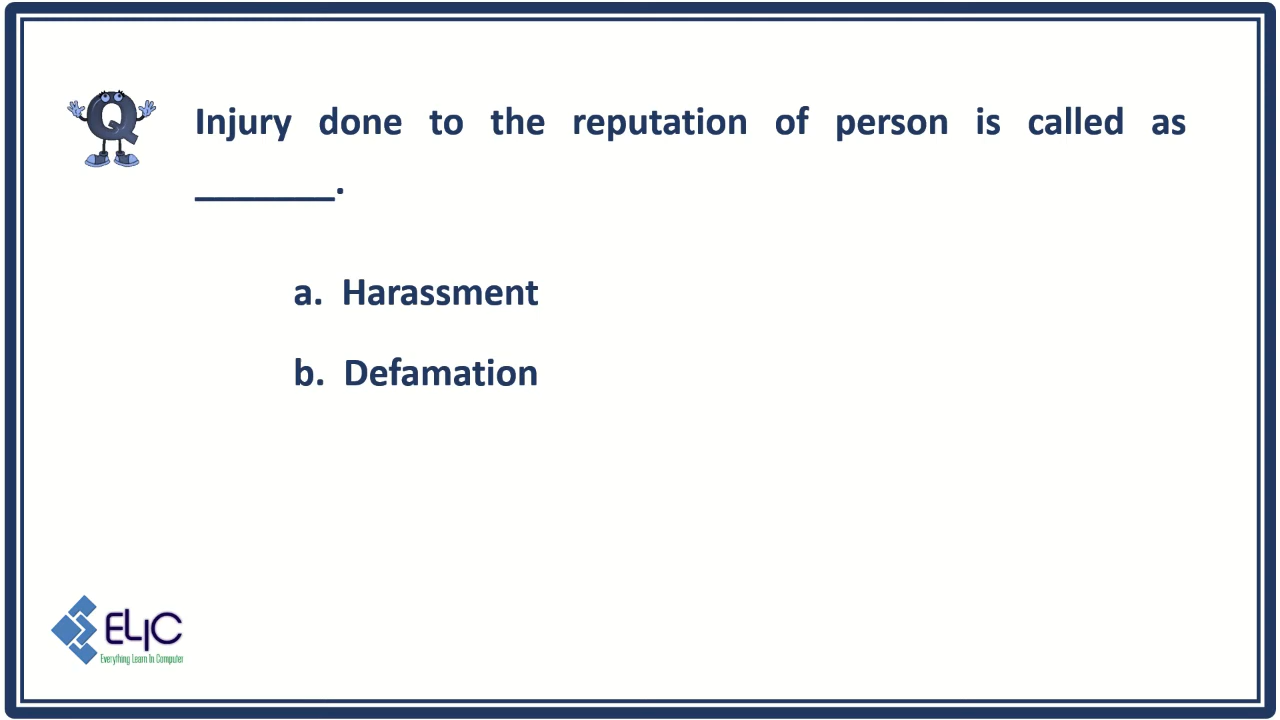 Injury done to the reputation of person is called as
_______.
a. Harassment
b. Defamation
ELIC
Everything Learn In Computer